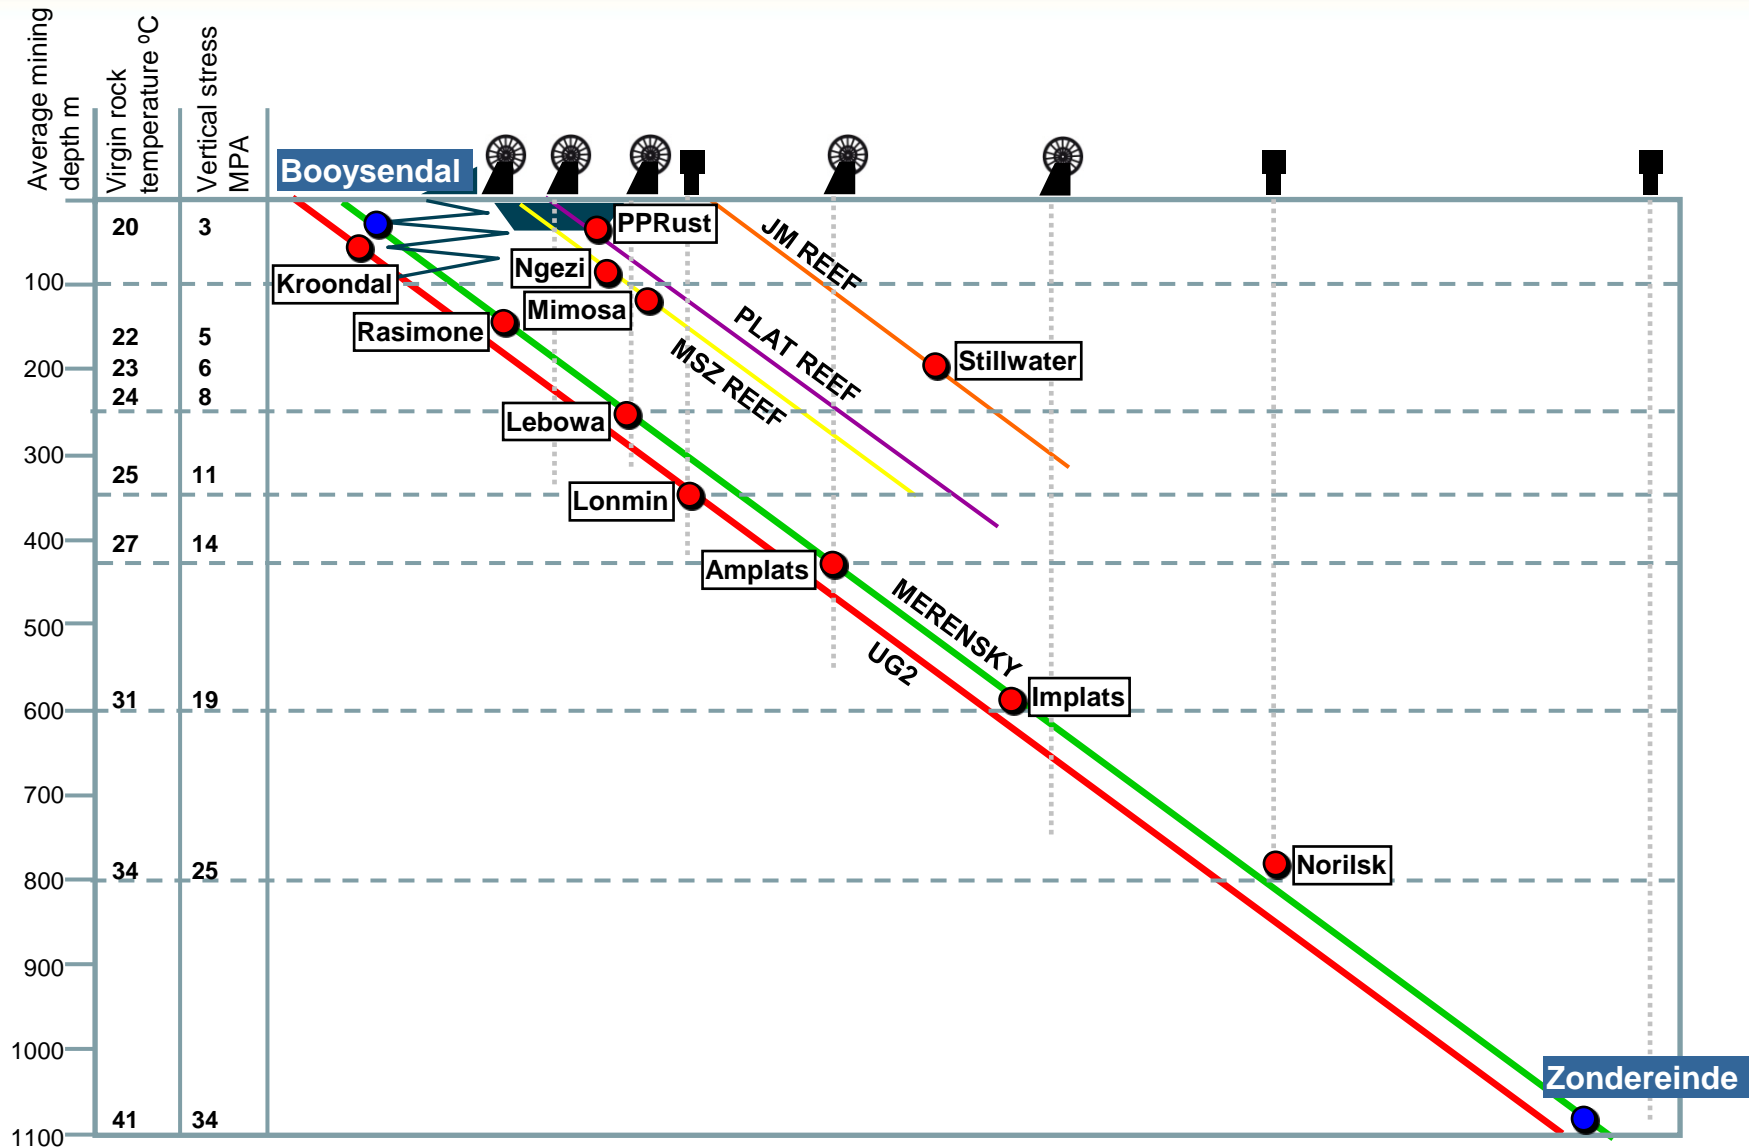 Average mining
depth m
Virgin rock
temperature ºC
Vertical stress
MPA
Booysendal
20 3
PPRust
JM REEF
Ngezi
Kroondal
100
Mimosa
Rasimone
22 5
PLAT REEF
MSZ REEF
Stillwater
200
23 6
24 8
Lebowa
300
25 11
Lonmin
400
27 14
Amplats
MERENSKY
UG2
500
31 19
Implats
600
700
34 25
Norilsk
800
900
1000
Zondereinde
41 34
1100